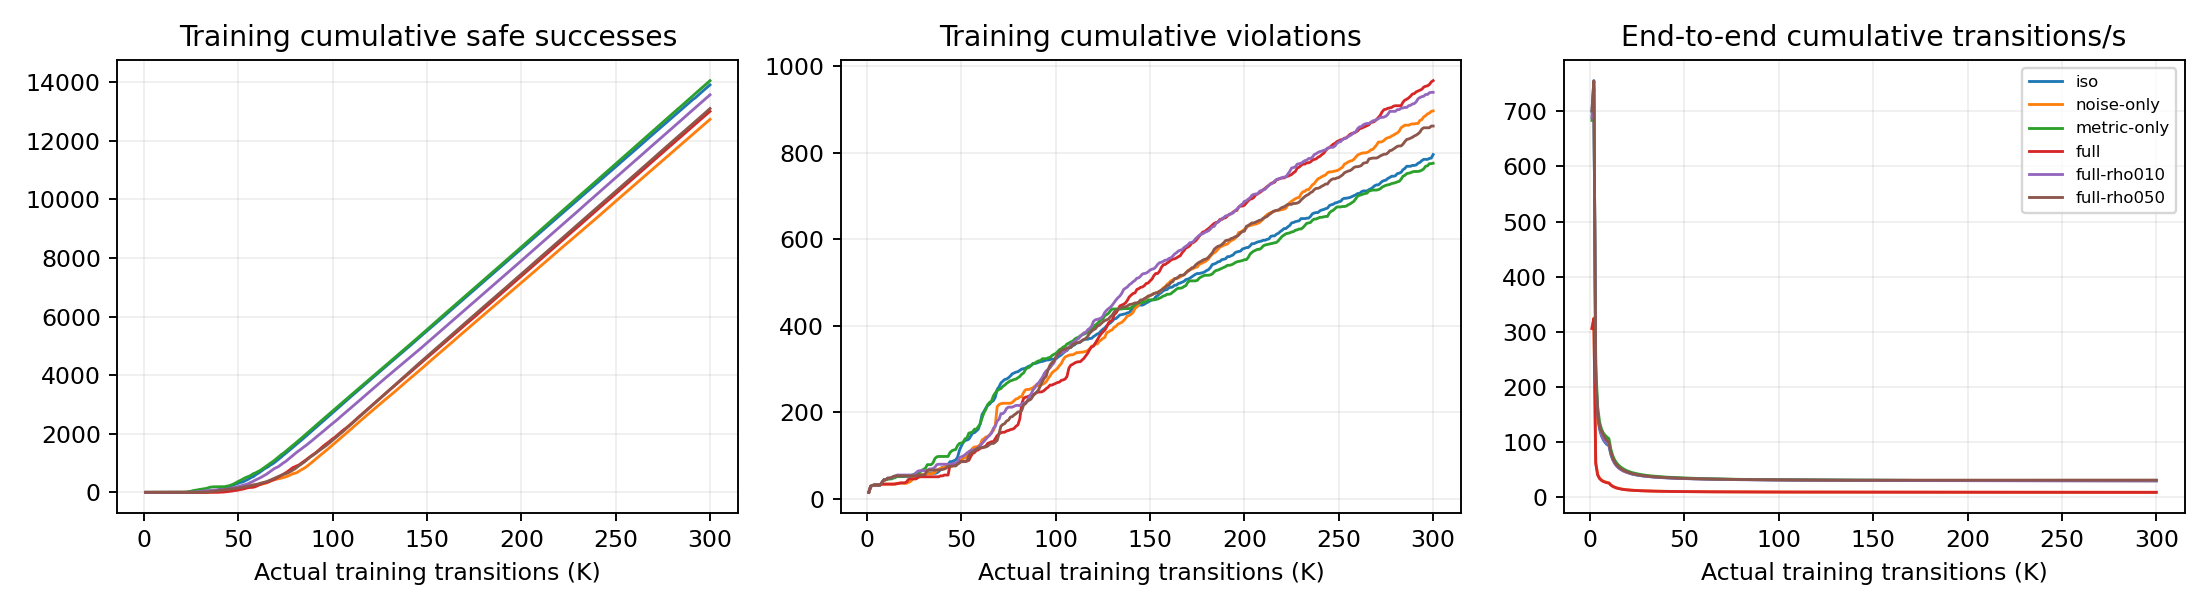 Training cumulative safe successes
14000
12000
10000
8000
6000
4000
2000
0
0 50 100 150 200 250 300
Actual training transitions (K)
Training cumulative violations
1000
800
600
400
200
0
0 50 100 150 200 250 300
Actual training transitions (K)
End-to-end cumulative transitions/s
700
600
500
400
300
200
100
0
iso
noise-only
metric-only
full
full-rho010
full-rho050
0 50 100 150 200 250 300
Actual training transitions (K)